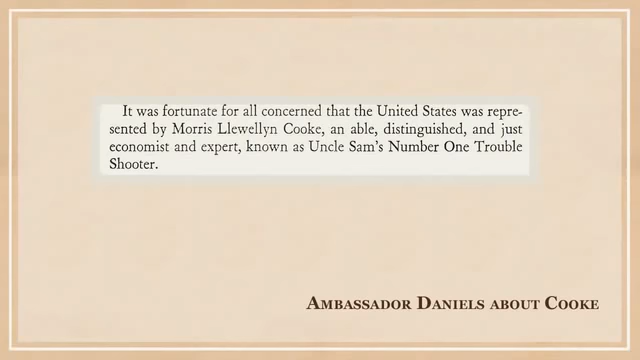 It was fortunate for all concerned that the United States was repre-
sented by Morris Llewellyn Cooke, an able, distinguished, and just
economist and expert, known as Uncle Sam's Number One Trouble
Shooter.
Ambassador Daniels about Cooke